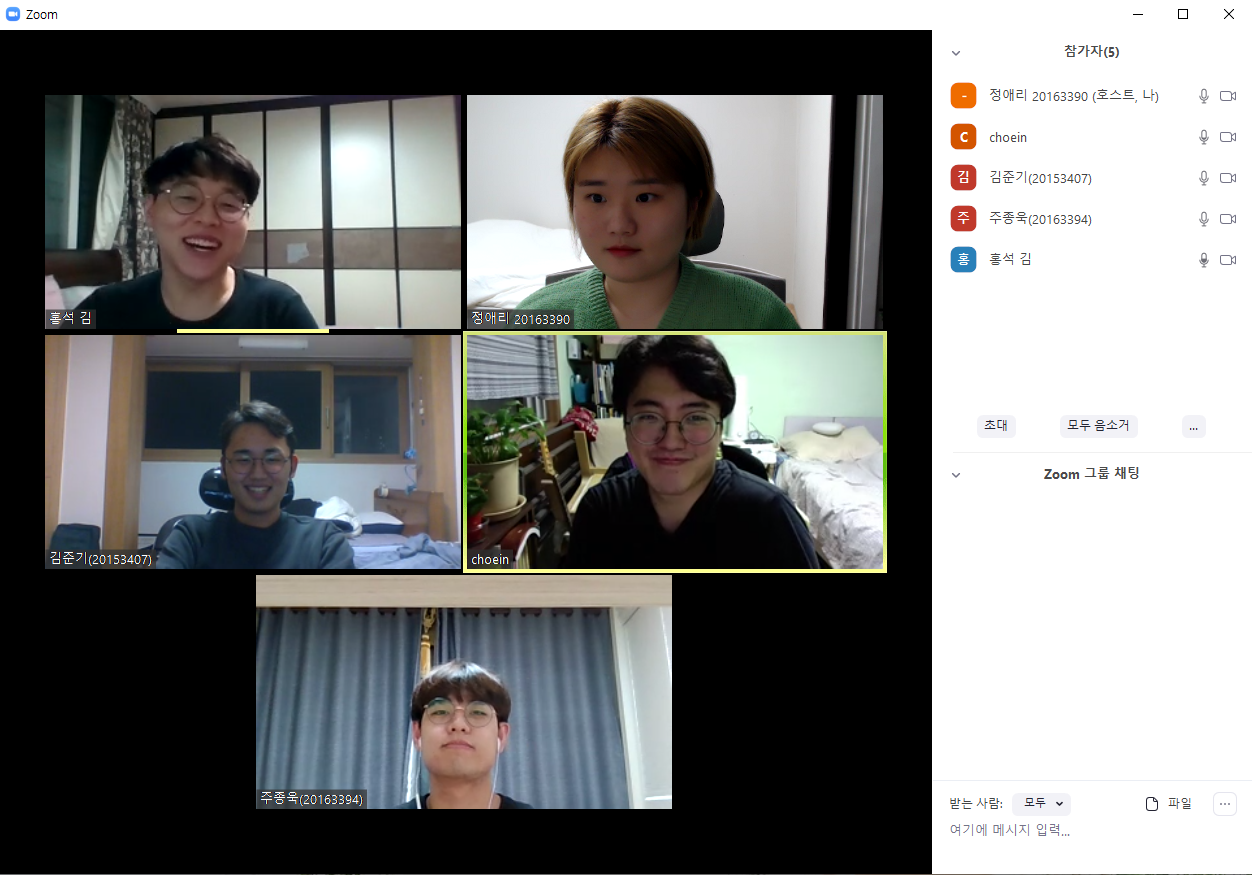 Zoom
홍석 김
정애리 20163390
김준기(20153407)
choein
주종욱(20163394)
참가자(5)
- 정애리 20163390 (호스트, 나)
C choein
김 김준기(20153407)
주 주종욱(20163394)
홍 홍석 김
초대 모두 음소거 ...
Zoom 그룹 채팅
받는 사람: 모두 파일 ...
여기에 메시지 입력...